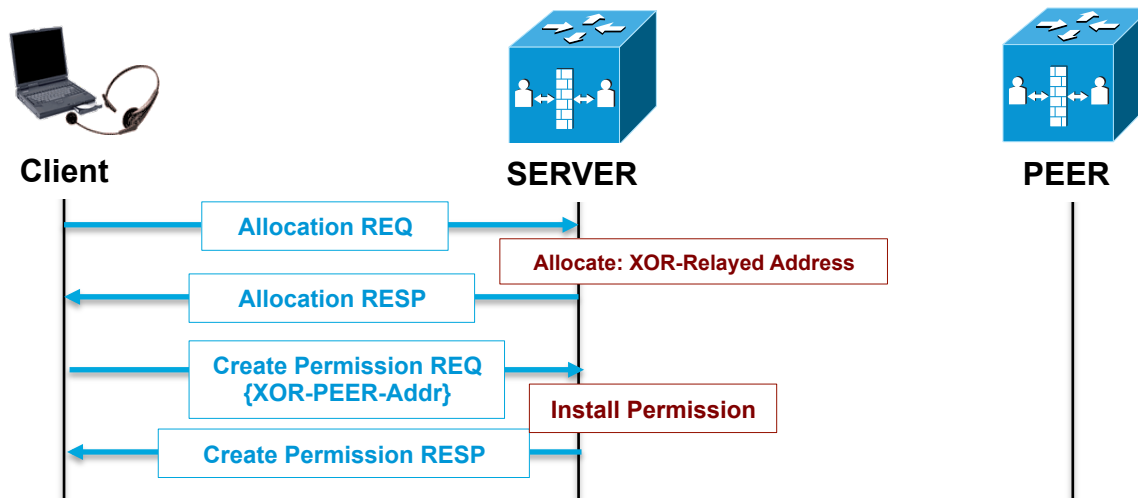 Client
SERVER
PEER
Allocation REQ
Allocate: XOR-Relayed Address
Allocation RESP
Create Permission REQ
{XOR-PEER-Addr}
Install Permission
Create Permission RESP